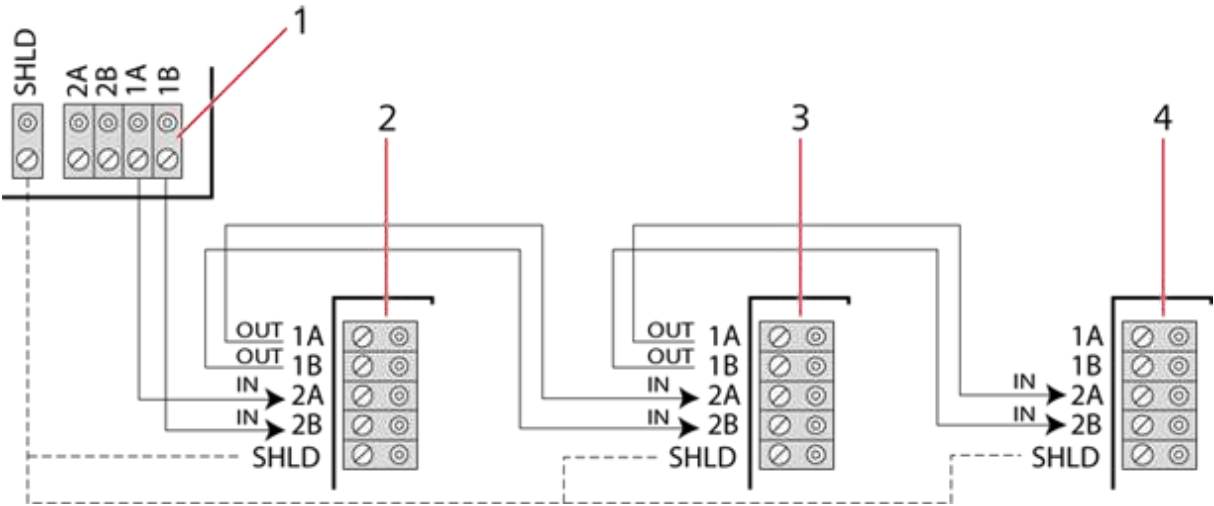 1
SHLD 2A 2B 1A 1B
2 3 4
OUT 1A OUT 1A 1A
OUT 1B OUT 1B 1B
IN 2A IN 2A IN 2A
IN 2B IN 2B IN 2B
SHLD SHLD SHLD